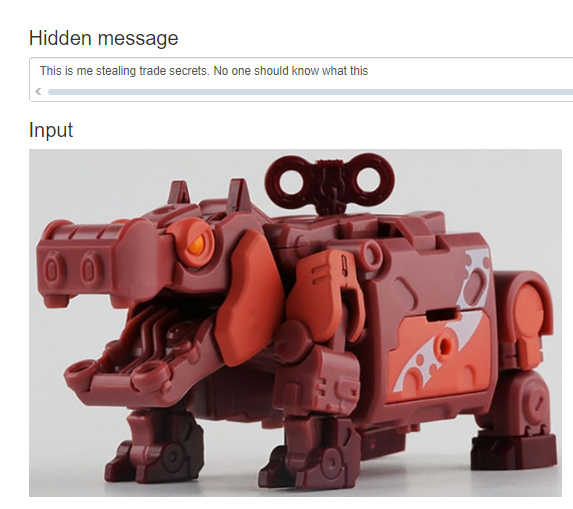 Hidden message
This is me stealing trade secrets. No one should know what this
Input